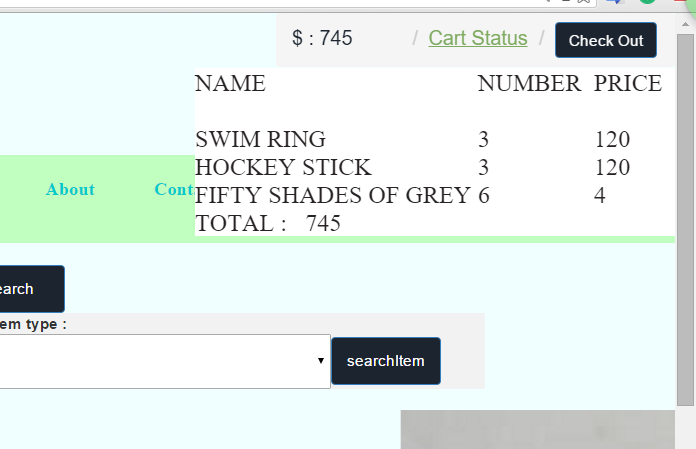 $ : 745 / Cart Status / Check Out
NAME NUMBER PRICE
SWIM RING 3 120
HOCKEY STICK 3 120
About Cont FIFTY SHADES OF GREY 6 4
TOTAL : 745
earch
em type :
searchItem